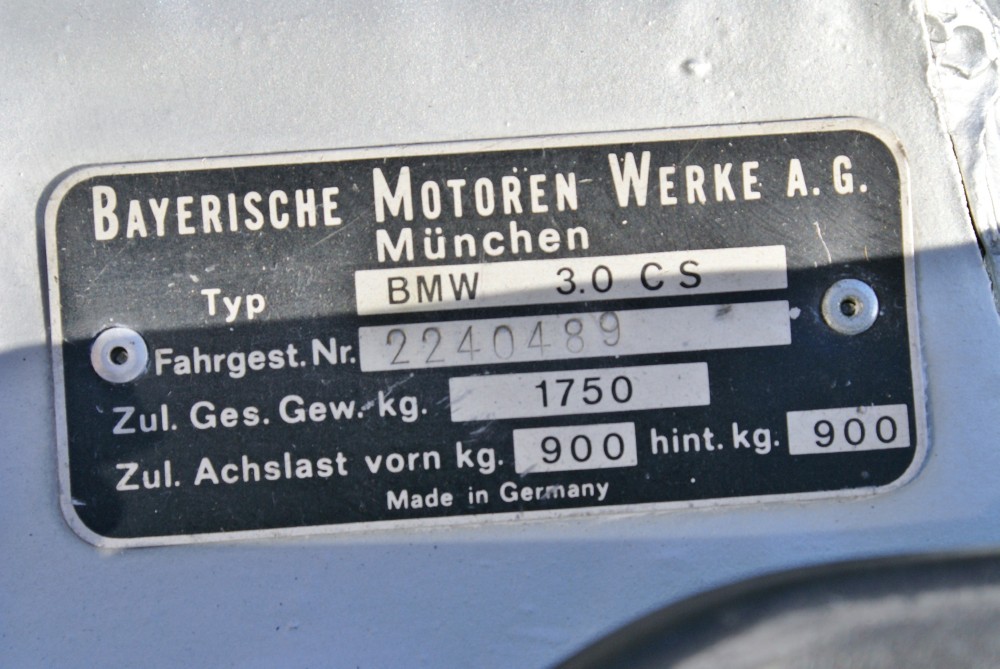 BAYERISCHE MOTOREN WERKE A.G.
München
Typ BMW 3.0 CS
Fahrgest. Nr. 2240489
Zul. Ges. Gew. kg. 1750
Zul. Achslast vorn kg. 900 hint. kg. 900
Made in Germany